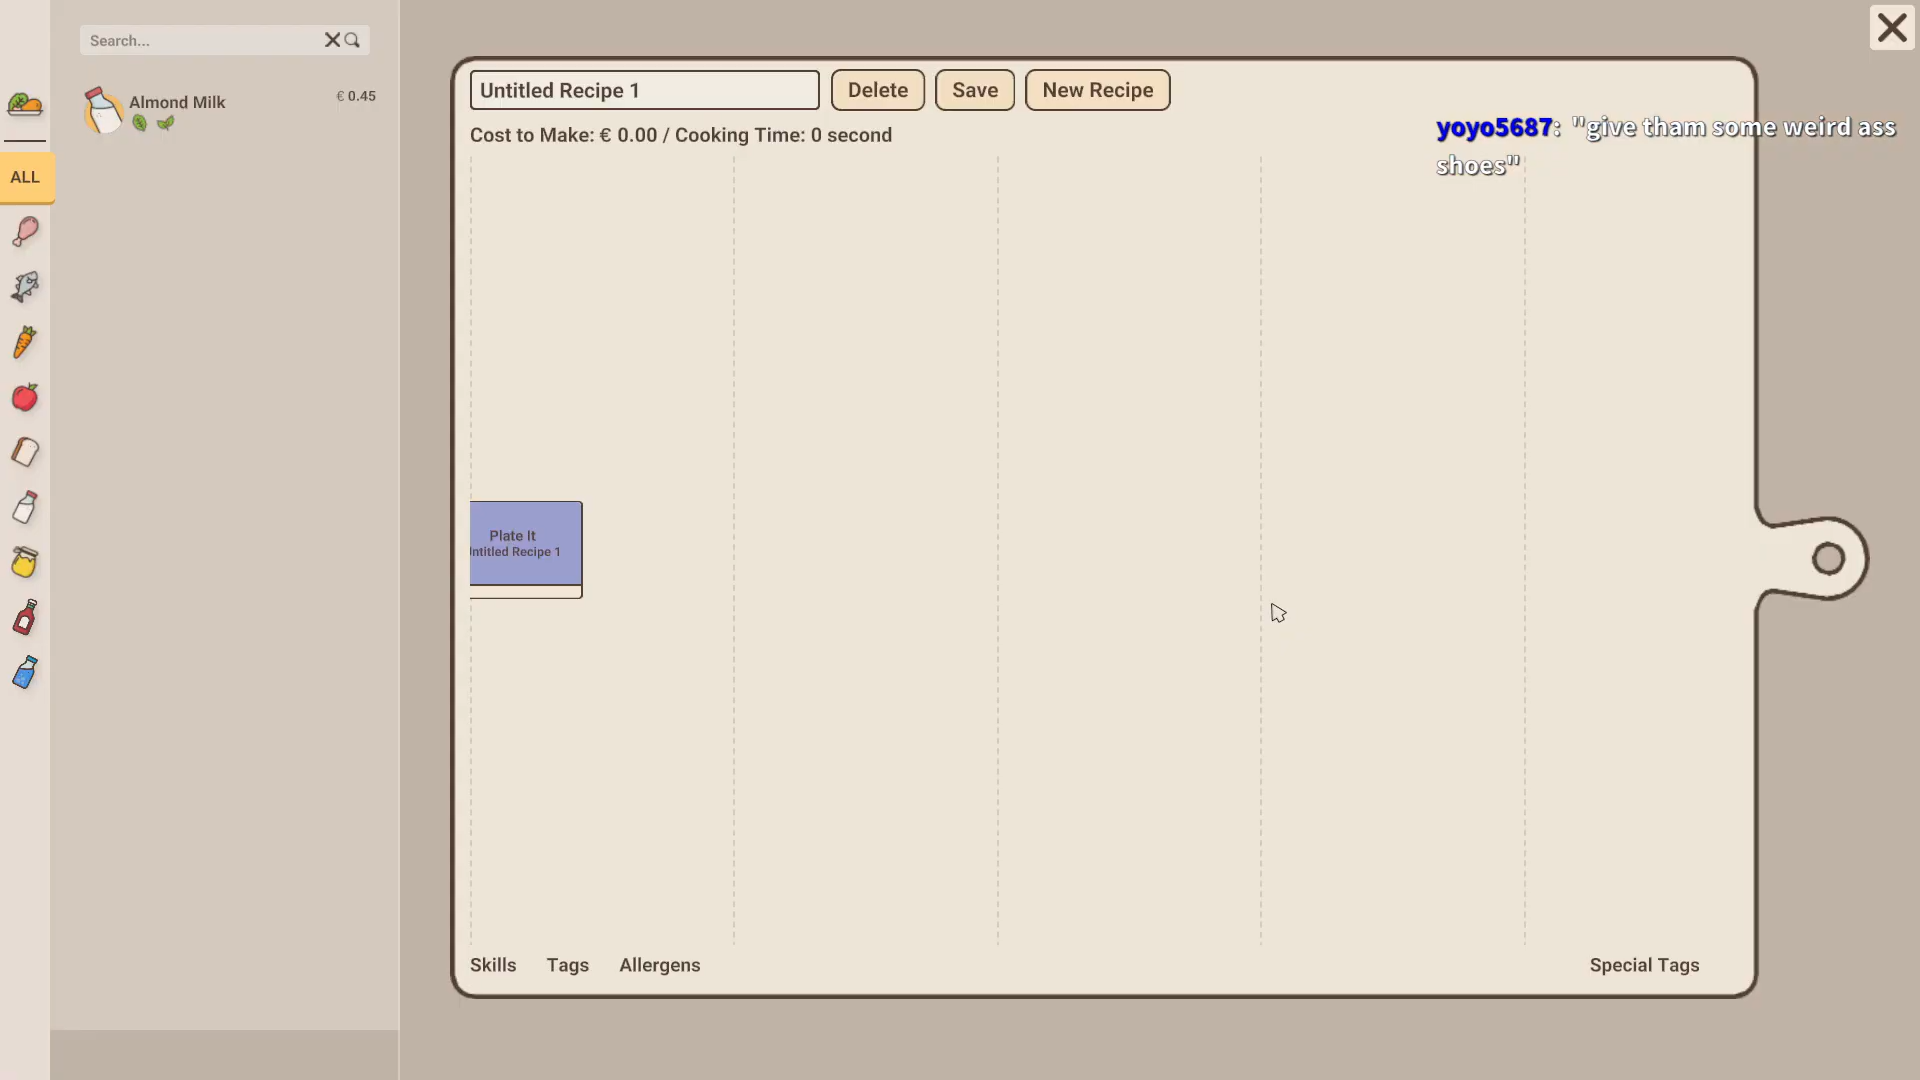 Search...
Almond Milk
€ 0.45
ALL
Untitled Recipe 1
Delete
Save
New Recipe
Cost to Make: € 0.00 / Cooking Time: 0 second
yoyo5687: "give tham some weird ass
shoes"
Plate It
ntitled Recipe 1
Skills
Tags
Allergens
Special Tags